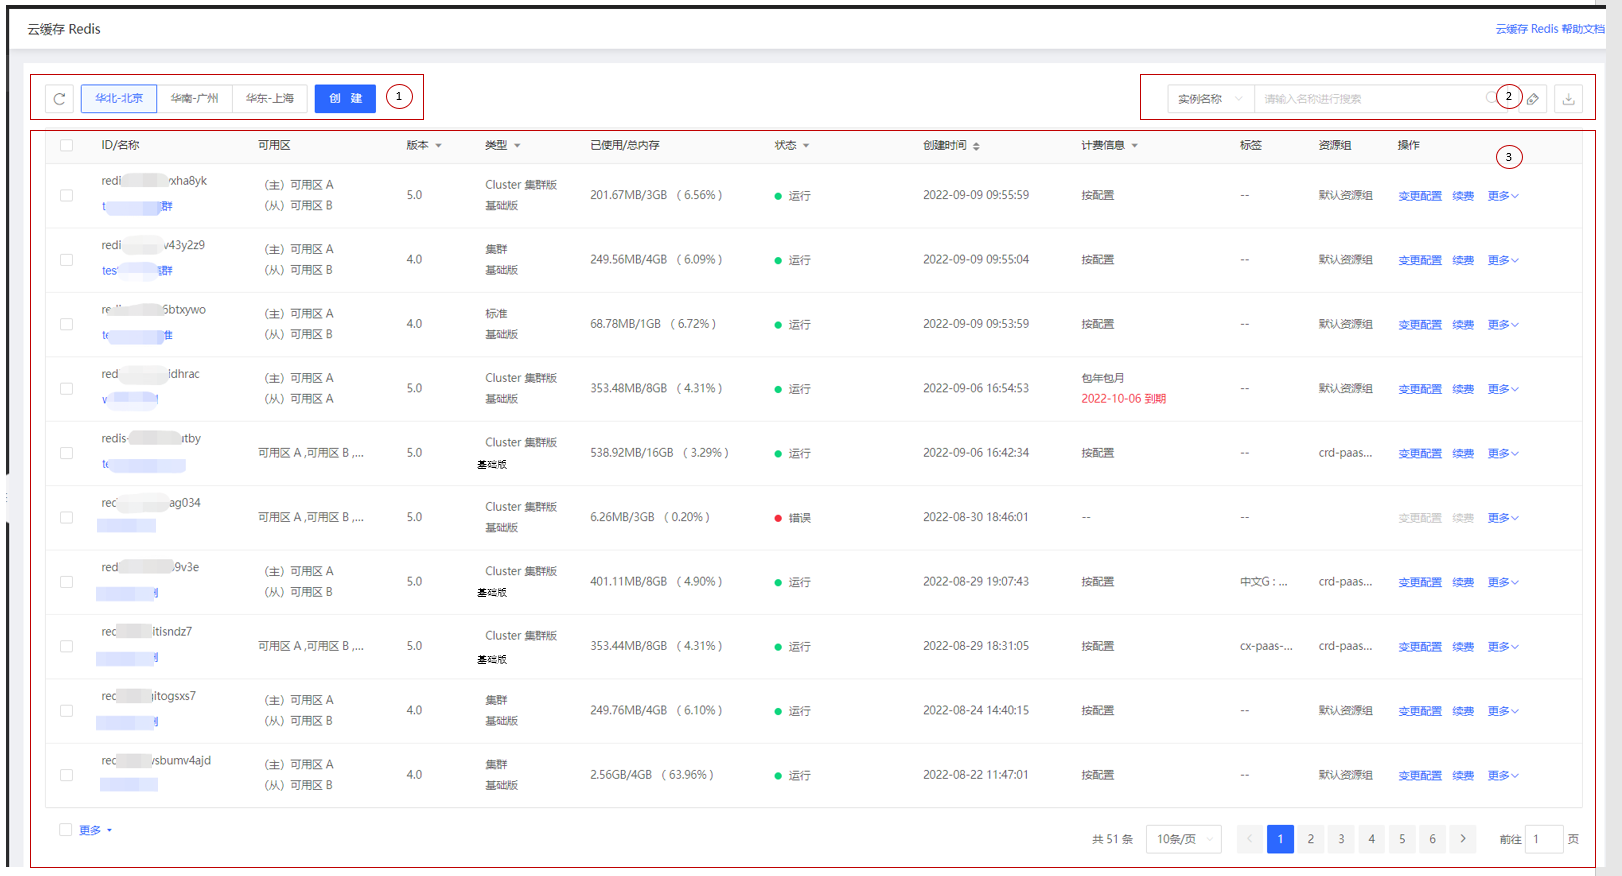 云缓存 Redis
云缓存 Redis 帮助文档
华北-北京 华南-广州 华东-上海 创 建 1
实例名称 请输入名称进行搜索 2
ID/名称 可用区 版本 类型 已使用/总内存 状态 创建时间 计费信息 标签 资源组 操作 3
redi xha8yk (主) 可用区 A 5.0 Cluster 集群版 201.67MB/3GB ( 6.56% ) 运行 2022-09-09 09:55:59 按配置 -- 默认资源组 变更配置 续费 更多
t 群 (从) 可用区 B 基础版
redi v43y2z9 (主) 可用区 A 4.0 集群 249.56MB/4GB ( 6.09% ) 运行 2022-09-09 09:55:04 按配置 -- 默认资源组 变更配置 续费 更多
tes 群 (从) 可用区 B 基础版
re 6btxywo (主) 可用区 A 4.0 标准 68.78MB/1GB ( 6.72% ) 运行 2022-09-09 09:53:59 按配置 -- 默认资源组 变更配置 续费 更多
te 准 (从) 可用区 B 基础版
red idhrac (主) 可用区 A 5.0 Cluster 集群版 353.48MB/8GB ( 4.31% ) 运行 2022-09-06 16:54:53 包年包月 -- 默认资源组 变更配置 续费 更多
(从) 可用区 A 基础版 2022-10-06 到期
redis- utby 可用区 A ,可用区 B ,... 5.0 Cluster 集群版 538.92MB/16GB ( 3.29% ) 运行 2022-09-06 16:42:34 按配置 -- crd-paas... 变更配置 续费 更多
te 基础版
rec ag034 可用区 A ,可用区 B ,... 5.0 Cluster 集群版 6.26MB/3GB ( 0.20% ) 错误 2022-08-30 18:46:01 -- -- 变更配置 续费 更多
基础版
red 9v3e (主) 可用区 A 5.0 Cluster 集群版 401.11MB/8GB ( 4.90% ) 运行 2022-08-29 19:07:43 按配置 中文G : ... crd-paas... 变更配置 续费 更多
(从) 可用区 B 基础版
rec itisndz7 可用区 A ,可用区 B ,... 5.0 Cluster 集群版 353.44MB/8GB ( 4.31% ) 运行 2022-08-29 18:31:05 按配置 cx-paas-... crd-paas... 变更配置 续费 更多
基础版
rec jitogsxs7 (主) 可用区 A 4.0 集群 249.76MB/4GB ( 6.10% ) 运行 2022-08-24 14:40:15 按配置 -- 默认资源组 变更配置 续费 更多
(从) 可用区 B 基础版
rec vsbumv4ajd (主) 可用区 A 4.0 集群 2.56GB/4GB ( 63.96% ) 运行 2022-08-22 11:47:01 按配置 -- 默认资源组 变更配置 续费 更多
(从) 可用区 B 基础版
更多
共 51 条 10条/页 1 2 3 4 5 6 前往 1 页